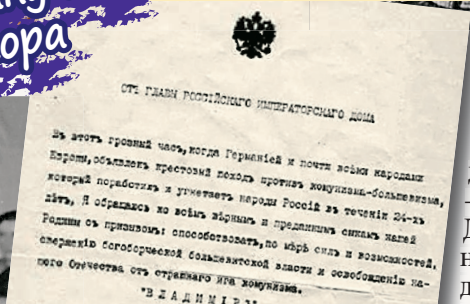 ора
ОТЪ ГЛАВЫ РОССІЙСКАГО ИМПЕРАТОРСКАГО ДОМА
Въ этотъ грозный часъ, когда Германіей и почти всѣми народами
Европы, объявленъ крестовый походъ противъ комунизма-большевизма,
который поработилъ и угнетаетъ народы Россіи въ теченіи 24-хъ
лѣтъ, Я обращаюсь ко всѣмъ вѣрнымъ и преданнымъ сынамъ нашей
Родины съ призывомъ: способствовать, по мѣрѣ силъ и возможностей,
сверженію богоборческой большевитской власти и освобожденію на-
шего Отечества отъ страшнаго ига комунизма.
"ВЛАДИМІРЪ"